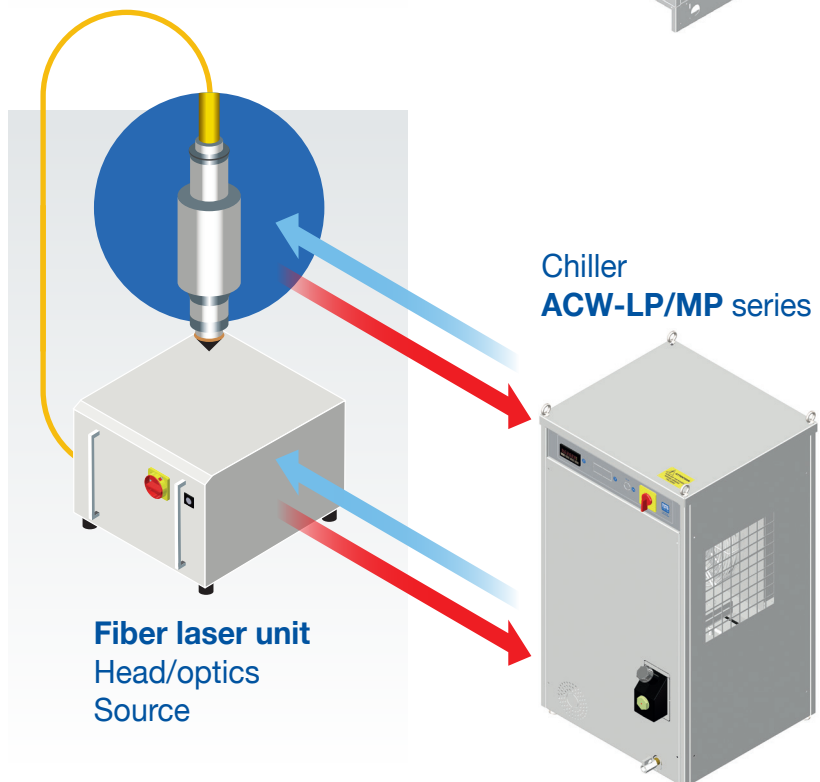 Chiller
ACW-LP/MP series
Fiber laser unit
Head/optics
Source